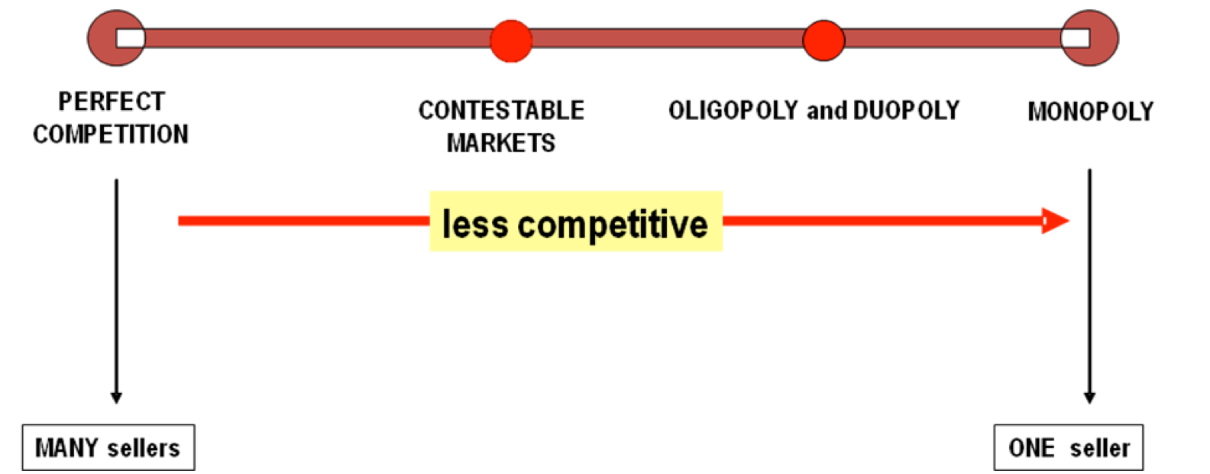 PERFECT
COMPETITION
CONTESTABLE
MARKETS
OLIGOPOLY and DUOPOLY
MONOPOLY
less competitive
MANY sellers
ONE seller